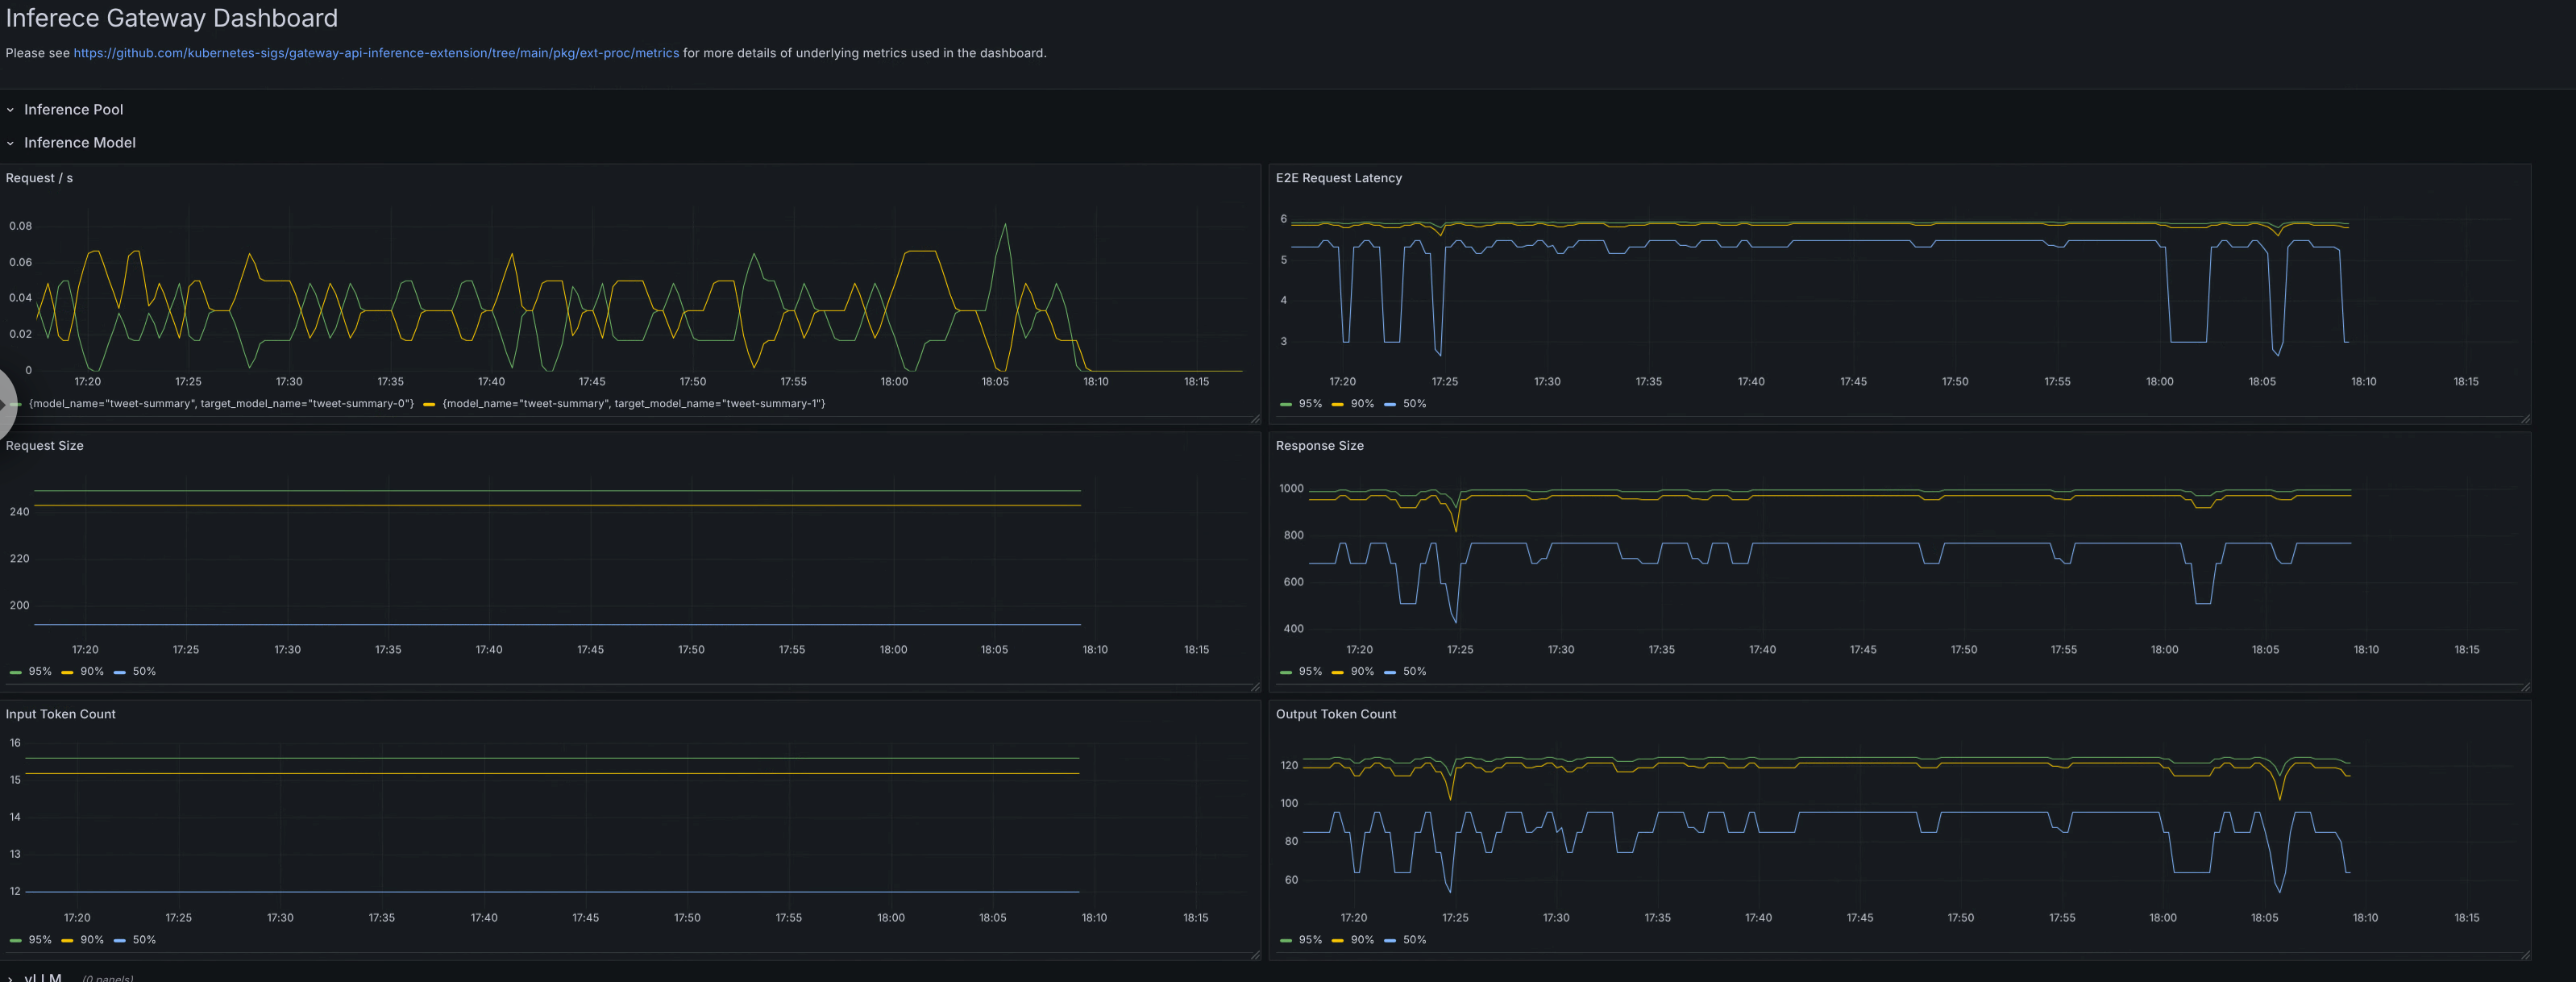 Inferece Gateway Dashboard
Please see https://github.com/kubernetes-sigs/gateway-api-inference-extension/tree/main/pkg/ext-proc/metrics for more details of underlying metrics used in the dashboard.
Inference Pool
Inference Model
Request / s
0.08
0.06
0.04
0.02
0
17:20 17:25 17:30 17:35 17:40 17:45 17:50 17:55 18:00 18:05 18:10 18:15
{model_name="tweet-summary", target_model_name="tweet-summary-0"} {model_name="tweet-summary", target_model_name="tweet-summary-1"}
E2E Request Latency
6
5
4
3
17:20 17:25 17:30 17:35 17:40 17:45 17:50 17:55 18:00 18:05 18:10 18:15
95% 90% 50%
Request Size
240
220
200
17:20 17:25 17:30 17:35 17:40 17:45 17:50 17:55 18:00 18:05 18:10 18:15
95% 90% 50%
Response Size
1000
800
600
400
17:20 17:25 17:30 17:35 17:40 17:45 17:50 17:55 18:00 18:05 18:10 18:15
95% 90% 50%
Input Token Count
16
15
14
13
12
17:20 17:25 17:30 17:35 17:40 17:45 17:50 17:55 18:00 18:05 18:10 18:15
95% 90% 50%
Output Token Count
120
100
80
60
17:20 17:25 17:30 17:35 17:40 17:45 17:50 17:55 18:00 18:05 18:10 18:15
95% 90% 50%
vLLM (0 panels)